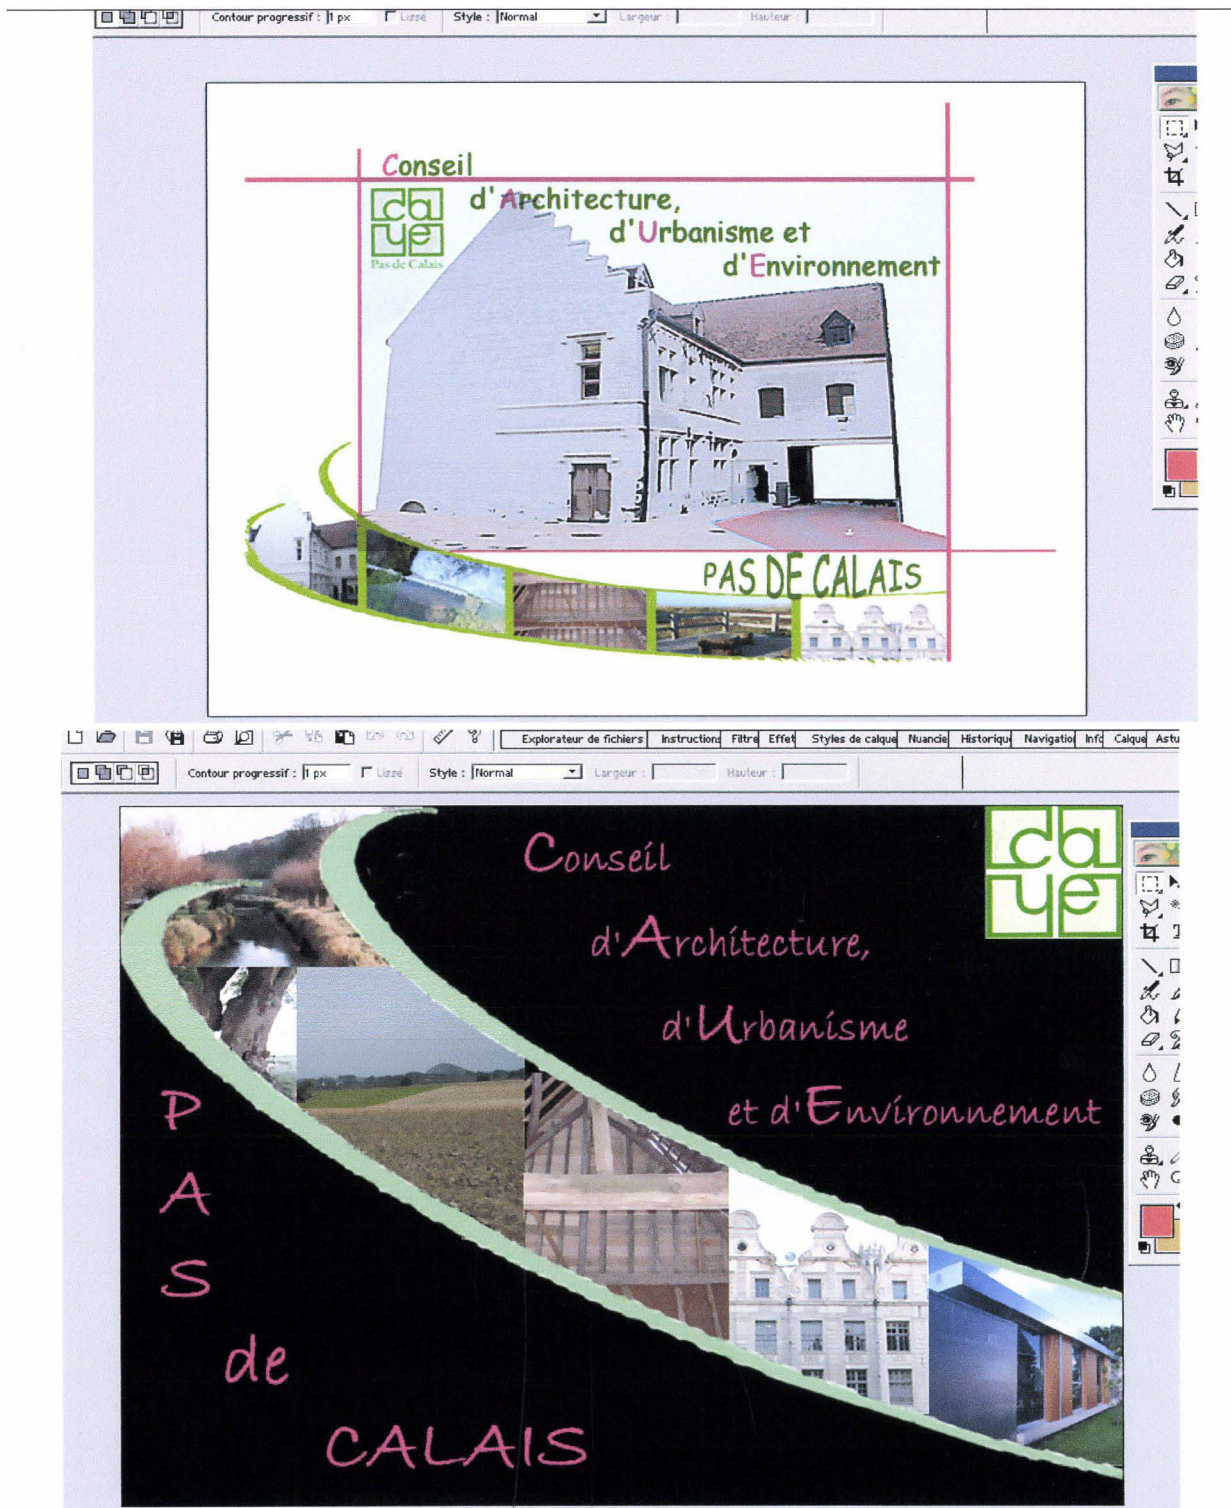 Contour progressif : 1 px Lissé Style : Normal Largeur : Hauteur :
Conseil
d'Architecture,
d'Urbanisme et
d'Environnement
caue
Pas de Calais
PAS DE CALAIS
Explorateur de fichiers Instructions Filtre Effet Styles de calque Nuancie Historiqu Navigatio Info Calque Astu
Contour progressif : 1 px Lissé Style : Normal Largeur : Hauteur :
Conseil
d'Architecture,
d'Urbanisme
et d'Environnement
caue
PAS
de
CALAIS